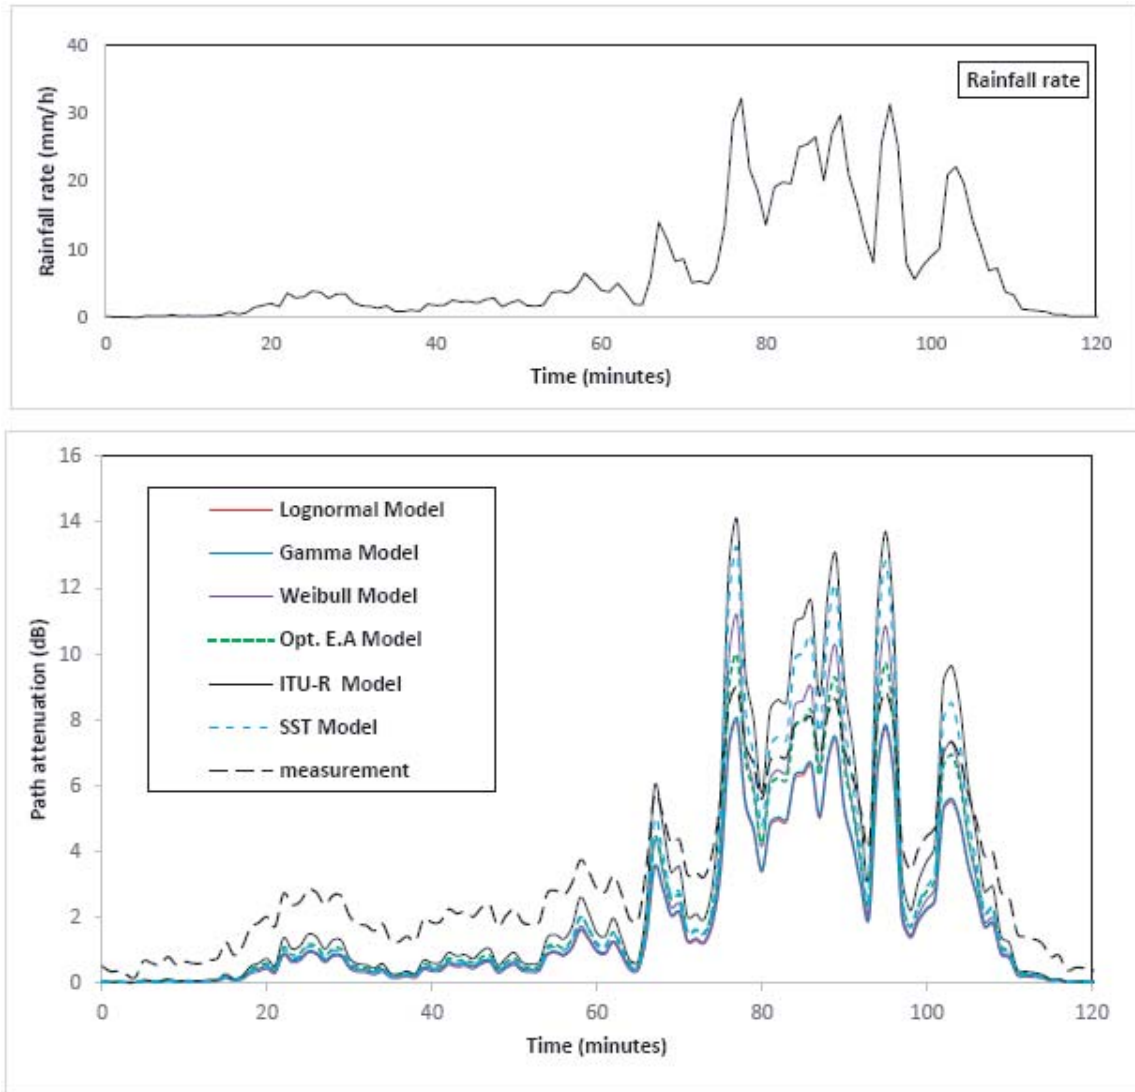 40
30
20
10
0
Rainfall rate (mm/h)
Rainfall rate
0 20 40 60 80 100 120
Time (minutes)
16
14
12
10
8
6
4
2
0
Path attenuation (dB)
Lognormal Model
Gamma Model
Weibull Model
Opt. E.A Model
ITU-R Model
SST Model
measurement
0 20 40 60 80 100 120
Time (minutes)